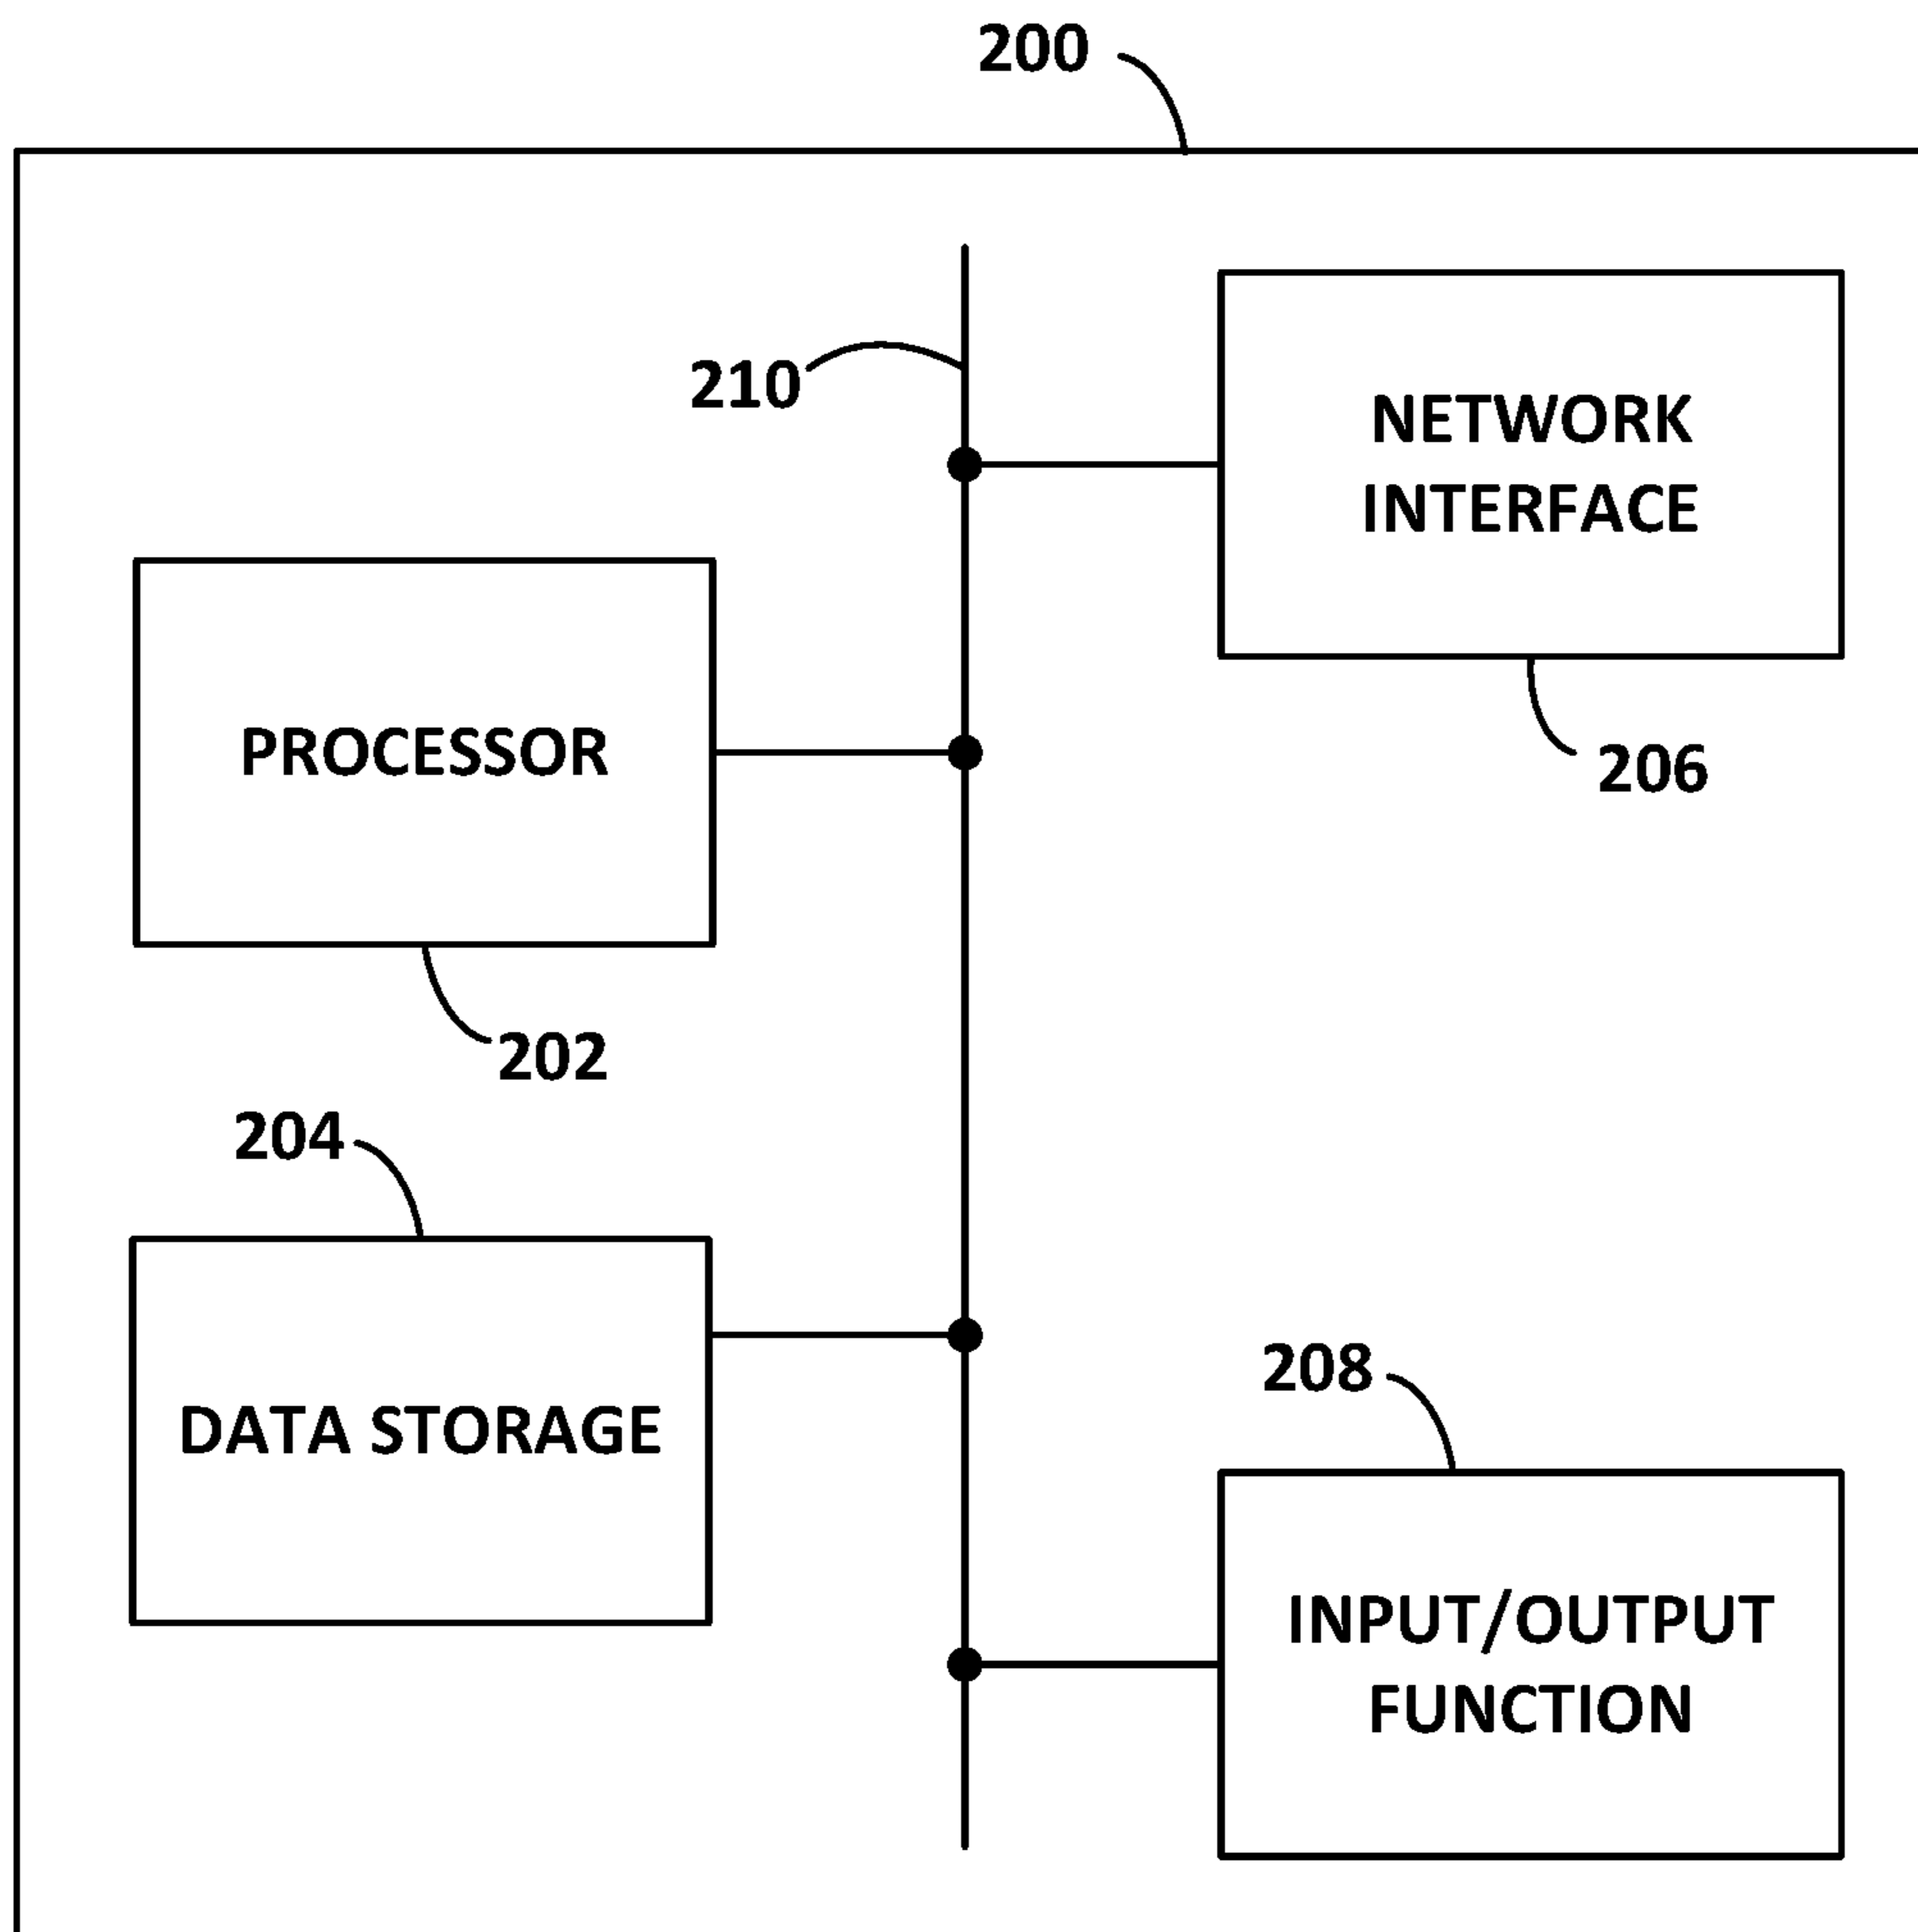 200
210
NETWORK
INTERFACE
PROCESSOR
206
202
204
DATA STORAGE
208
INPUT/OUTPUT
FUNCTION